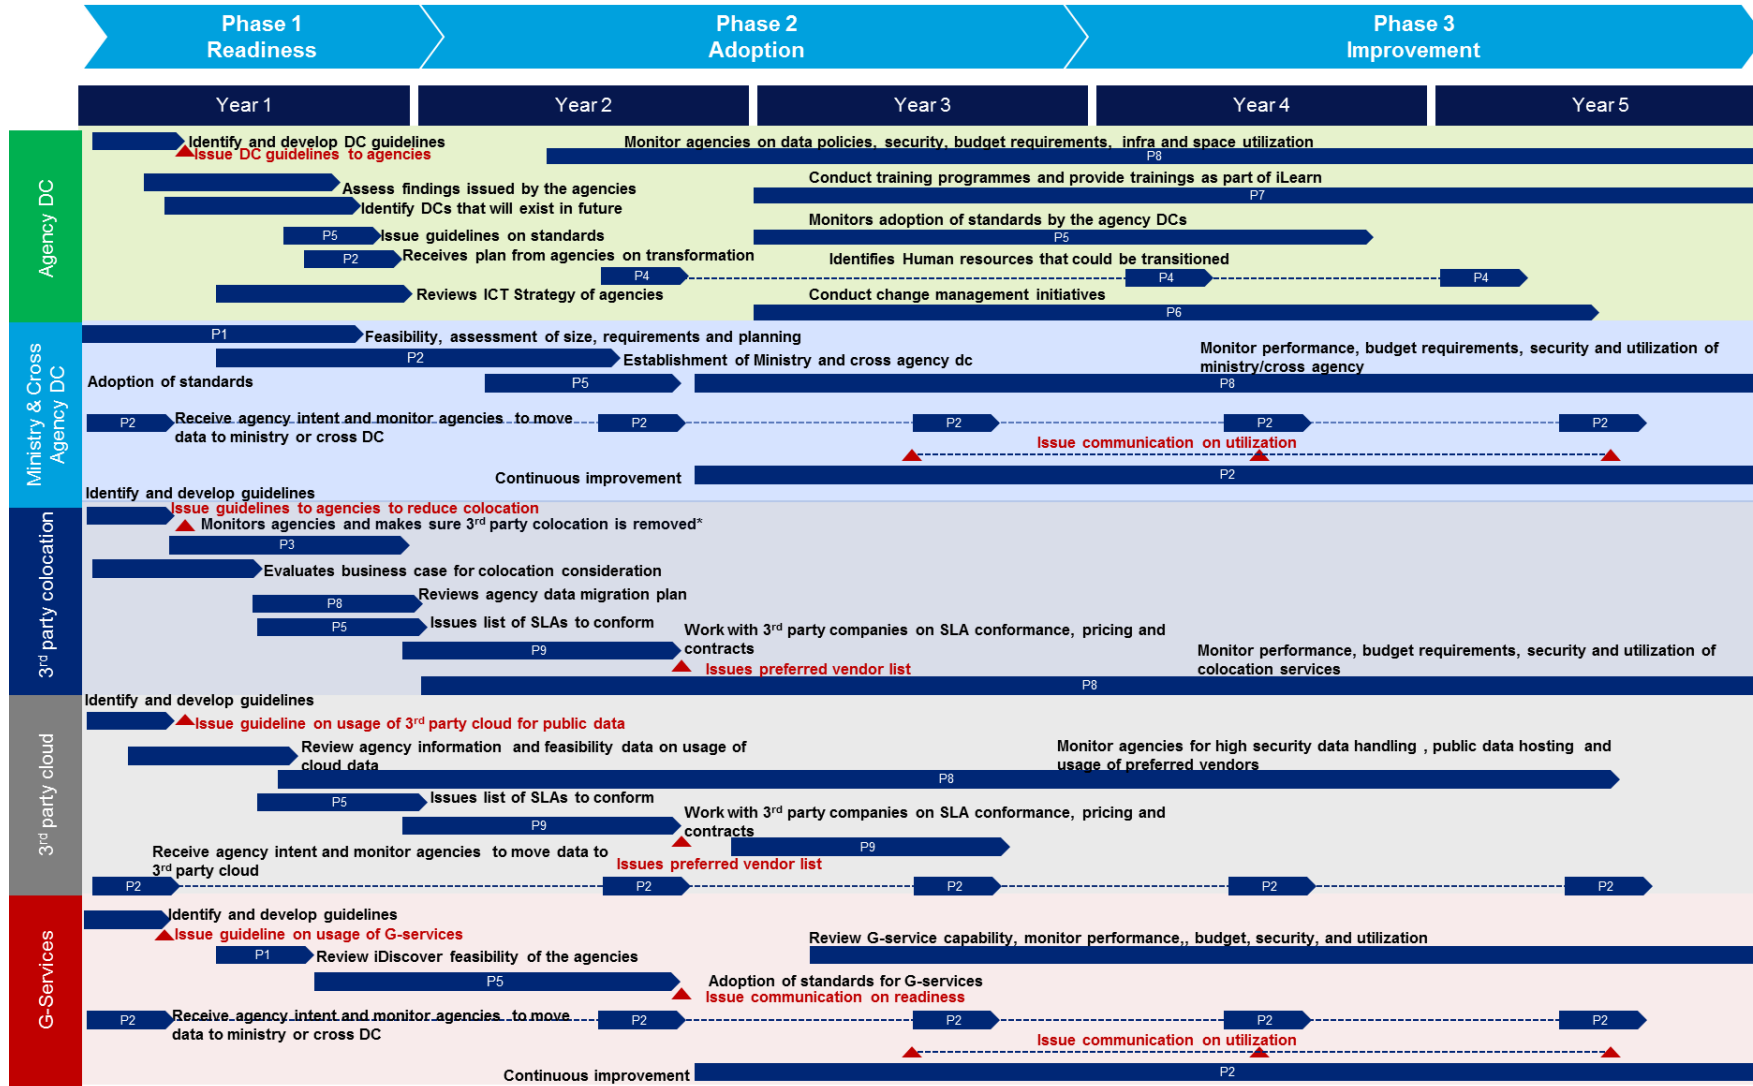 Phase 1
Readiness
Phase 2
Adoption
Phase 3
Improvement
Year 1
Year 2
Year 3
Year 4
Year 5
Agency DC
Identify and develop DC guidelines
Issue DC guidelines to agencies
Monitor agencies on data policies, security, budget requirements, infra and space utilization
P8
Assess findings issued by the agencies
Conduct training programmes and provide trainings as part of iLearn
P7
Identify DCs that will exist in future
Monitors adoption of standards by the agency DCs
P5
Issue guidelines on standards
P5
P2
Receives plan from agencies on transformation
Identifies Human resources that could be transitioned
P4
P4
P4
Reviews ICT Strategy of agencies
Conduct change management initiatives
P6
Ministry & Cross
Agency DC
P1
Feasibility, assessment of size, requirements and planning
P2
Establishment of Ministry and cross agency dc
Monitor performance, budget requirements, security and utilization of
ministry/cross agency
Adoption of standards
P5
P8
P2
Receive agency intent and monitor agencies to move
data to ministry or cross DC
P2
P2
P2
P2
Issue communication on utilization
Continuous improvement
P2
3rd party colocation
Identify and develop guidelines
Issue guidelines to agencies to reduce colocation
Monitors agencies and makes sure 3rd party colocation is removed*
P3
Evaluates business case for colocation consideration
P8
Reviews agency data migration plan
P5
Issues list of SLAs to conform
P9
Work with 3rd party companies on SLA conformance, pricing and
contracts
Issues preferred vendor list
Monitor performance, budget requirements, security and utilization of
colocation services
P8
3rd party cloud
Identify and develop guidelines
Issue guideline on usage of 3rd party cloud for public data
Review agency information and feasibility data on usage of
cloud data
Monitor agencies for high security data handling , public data hosting and
usage of preferred vendors
P8
P5
Issues list of SLAs to conform
P9
Work with 3rd party companies on SLA conformance, pricing and
contracts
P9
Issues preferred vendor list
Receive agency intent and monitor agencies to move data to
3rd party cloud
P2
P2
P2
P2
P2
G-Services
Identify and develop guidelines
Issue guideline on usage of G-services
P1
Review iDiscover feasibility of the agencies
Review G-service capability, monitor performance,, budget, security, and utilization
P5
Adoption of standards for G-services
Issue communication on readiness
P2
Receive agency intent and monitor agencies to move
data to ministry or cross DC
P2
P2
P2
P2
Issue communication on utilization
Continuous improvement
P2